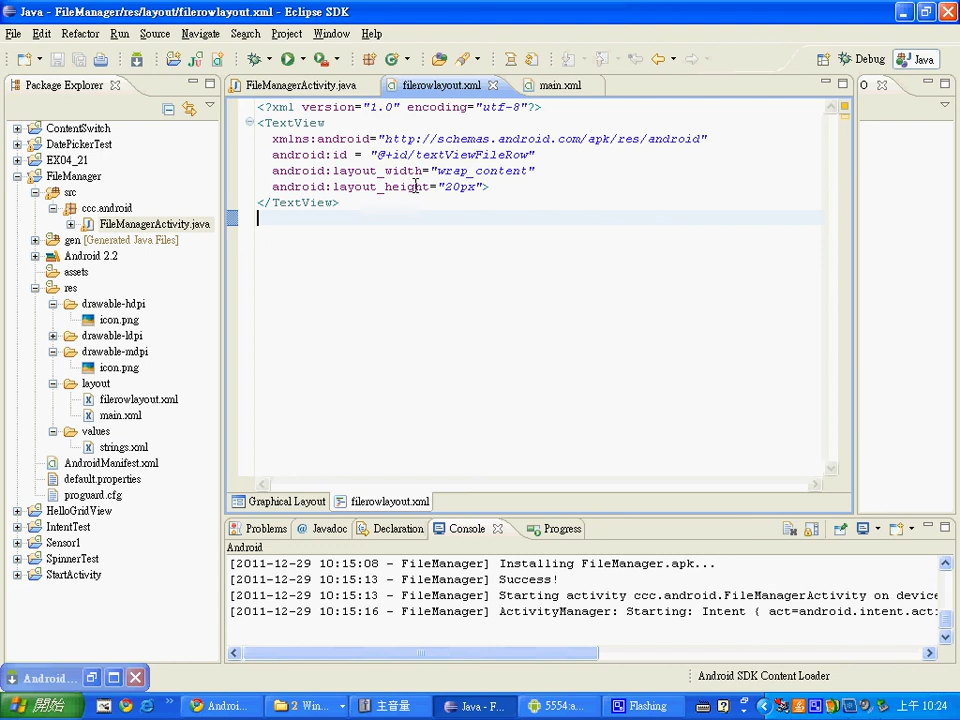 Java - FileManager/res/layout/filerowlayout.xml - Eclipse SDK
File Edit Refactor Run Source Navigate Search Project Window Help
Debug Java
Package Explorer
FileManagerActivity.java filerowlayout.xml main.xml
O
ContentSwitch
DatePickerTest
EX04_21
FileManager
src
ccc.android
FileManagerActivity.java
gen [Generated Java Files]
Android 2.2
assets
res
drawable-hdpi
icon.png
drawable-ldpi
drawable-mdpi
icon.png
layout
filerowlayout.xml
main.xml
values
strings.xml
AndroidManifest.xml
default.properties
proguard.cfg
HelloGridView
IntentTest
Sensor1
SpinnerTest
StartActivity
<?xml version="1.0" encoding="utf-8"?>
<TextView
xmlns:android="http://schemas.android.com/apk/res/android"
android:id = "@+id/textViewFileRow"
android:layout_width="wrap_content"
android:layout_height="20px">
</TextView>
Graphical Layout filerowlayout.xml
Problems Javadoc Declaration Console Progress
Android
[2011-12-29 10:15:08 - FileManager] Installing FileManager.apk...
[2011-12-29 10:15:13 - FileManager] Success!
[2011-12-29 10:15:13 - FileManager] Starting activity ccc.android.FileManagerActivity on device
[2011-12-29 10:15:16 - FileManager] ActivityManager: Starting: Intent { act=android.intent.acti
Android...
Android SDK Content Loader
開始 Androi... 2 Win... 主音量 Java - F... 5554:a... Flashing 上午 10:24